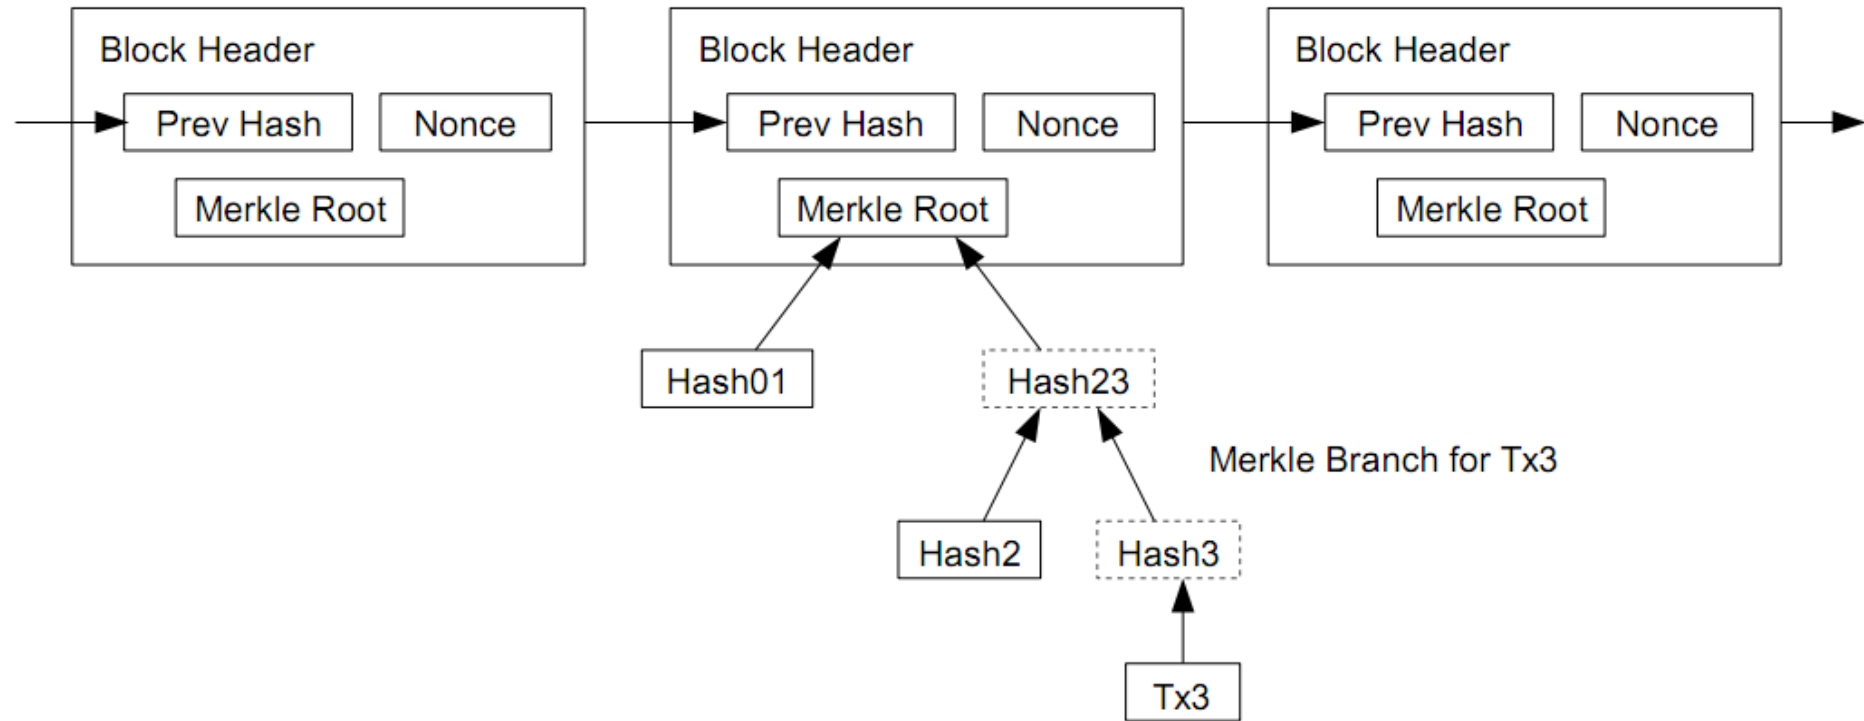 Block Header
Block Header
Block Header
Prev Hash
Nonce
Prev Hash
Nonce
Prev Hash
Nonce
Merkle Root
Merkle Root
Merkle Root
Hash01
Hash23
Merkle Branch for Tx3
Hash2
Hash3
Tx3